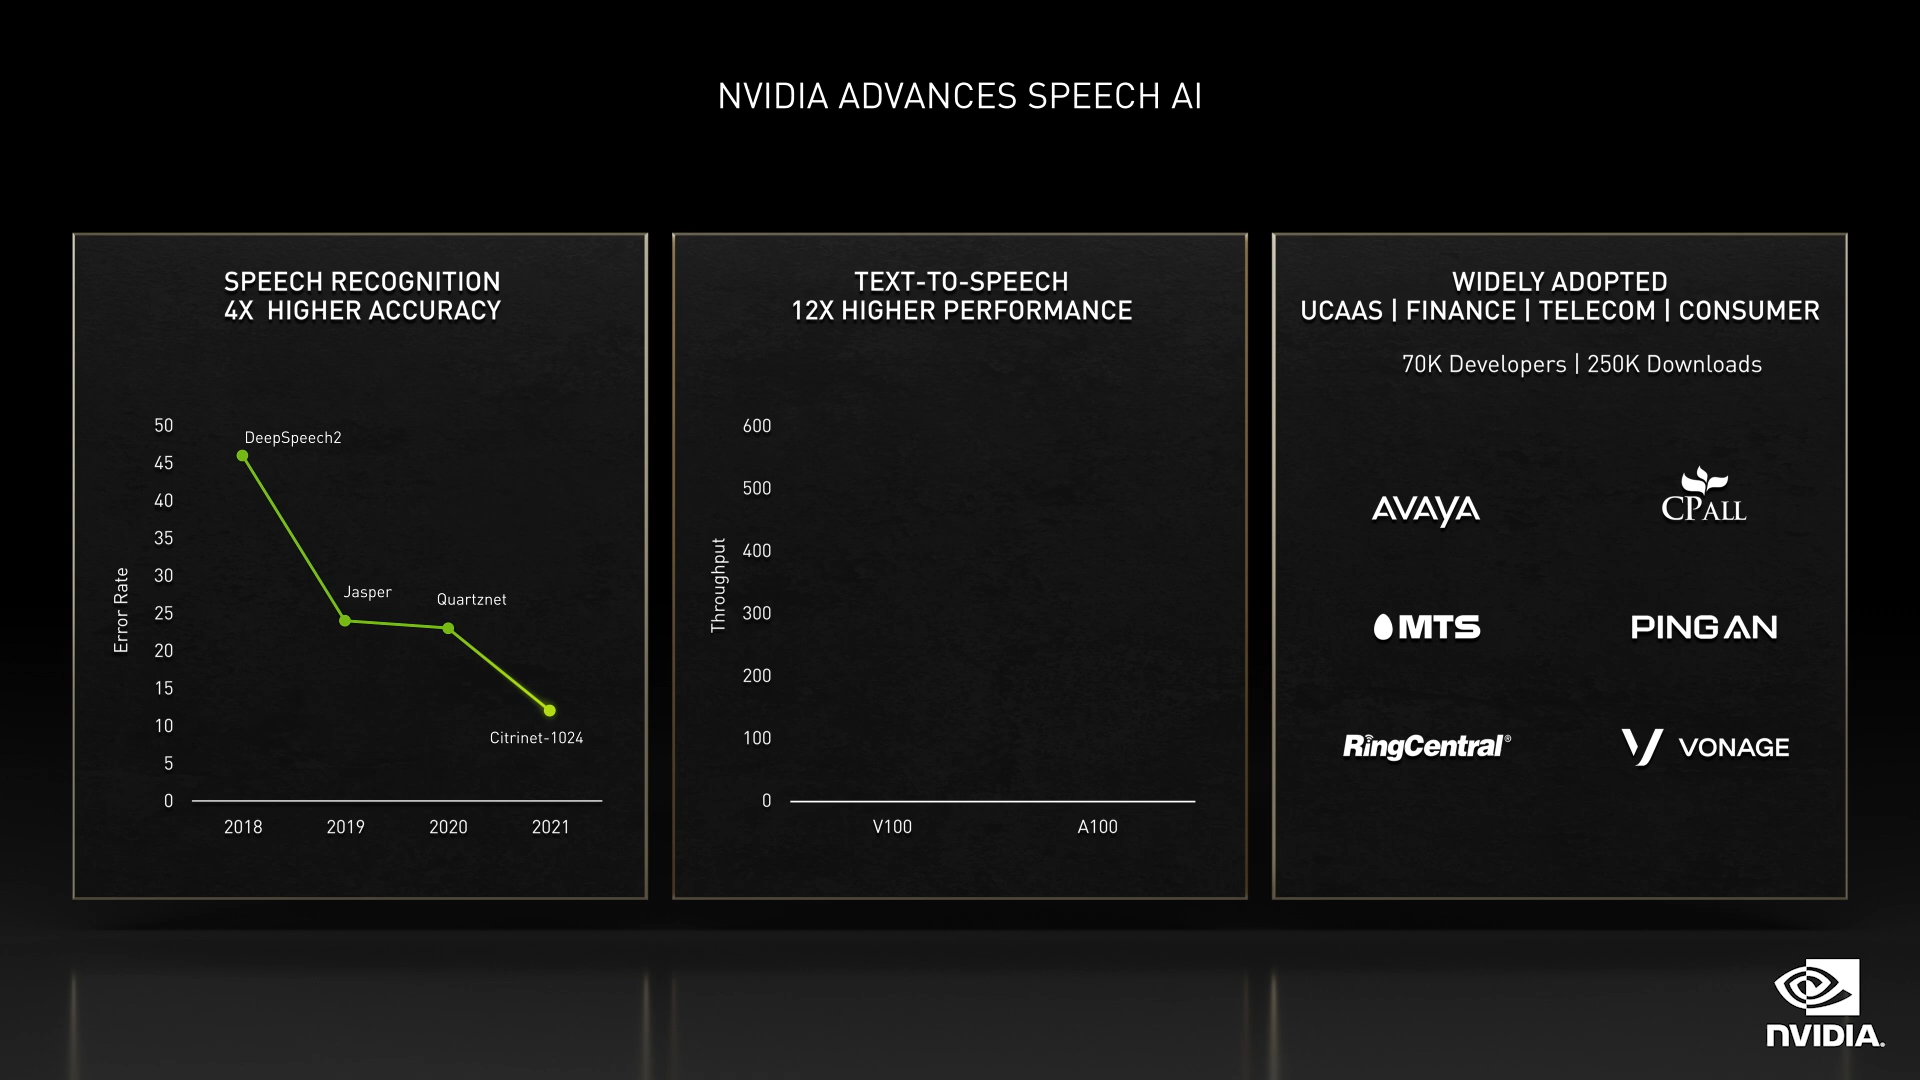 NVIDIA ADVANCES SPEECH AI
SPEECH RECOGNITION
4X HIGHER ACCURACY
Error Rate
50
45
40
35
30
25
20
15
10
5
0
DeepSpeech2
Jasper
Quartznet
Citrinet-1024
2018 2019 2020 2021
TEXT-TO-SPEECH
12X HIGHER PERFORMANCE
Throughput
600
500
400
300
200
100
0
V100 A100
WIDELY ADOPTED
UCAAS | FINANCE | TELECOM | CONSUMER
70K Developers | 250K Downloads
AVAYA
CPALL
MTS
PING AN
RingCentral®
VONAGE
NVIDIA.